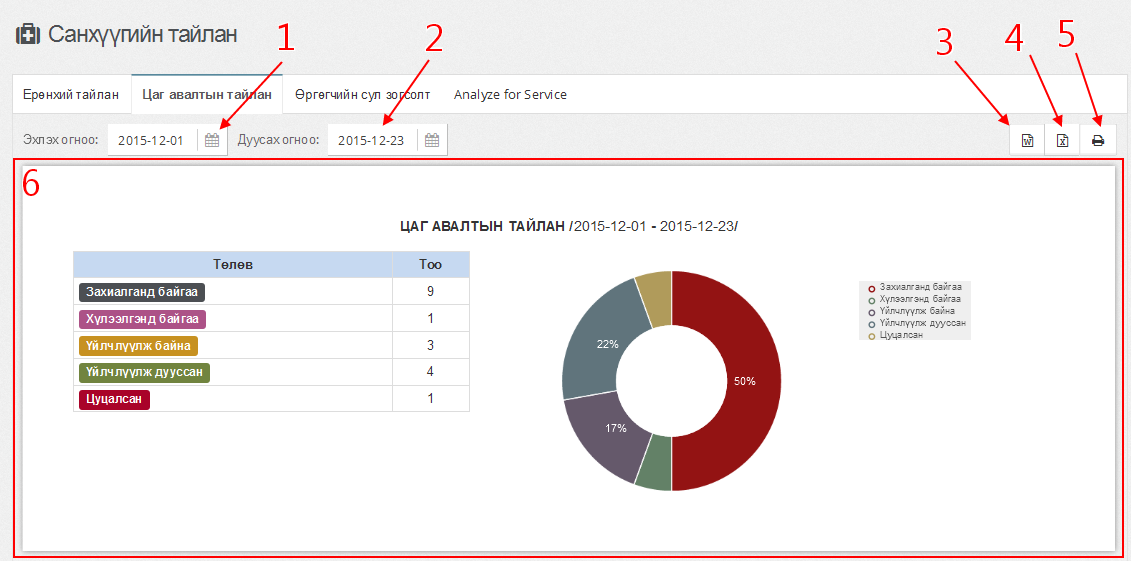 Санхүүгийн тайлан
1
2
3
4
5
Ерөнхий тайлан
Цаг авалтын тайлан
Өргөгчийн сул зогсолт
Analyze for Service
Эхлэх огноо:
2015-12-01
Дуусах огноо:
2015-12-23
6
ЦАГ АВАЛТЫН ТАЙЛАН /2015-12-01 - 2015-12-23/
Төлөв Тоо
Захиалганд байгаа 9
Хүлээлгэнд байгаа 1
Үйлчлүүлж байна 3
Үйлчлүүлж дууссан 4
Цуцалсан 1
22%
50%
17%
Захиалганд байгаа
Хүлээлгэнд байгаа
Үйлчлүүлж байна
Үйлчлүүлж дууссан
Цуцалсан